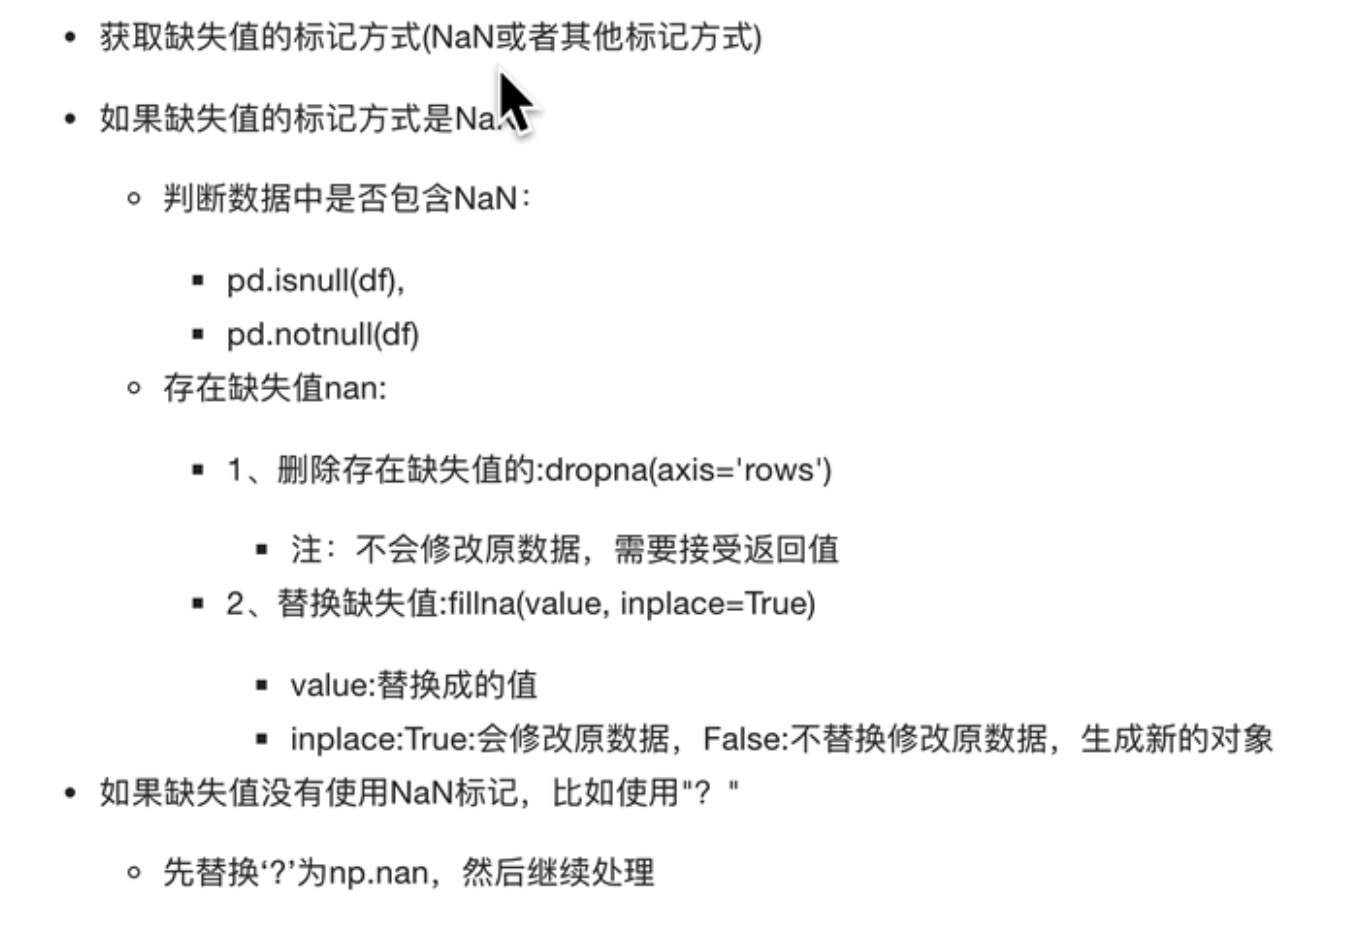 获取缺失值的标记方式(NaN或者其他标记方式)
如果缺失值的标记方式是NaN
判断数据中是否包含NaN：
pd.isnull(df),
pd.notnull(df)
存在缺失值nan:
1、删除存在缺失值的:dropna(axis='rows')
注：不会修改原数据，需要接受返回值
2、替换缺失值:fillna(value, inplace=True)
value:替换成的值
inplace:True:会修改原数据，False:不替换修改原数据，生成新的对象
如果缺失值没有使用NaN标记，比如使用"？"
先替换‘?’为np.nan，然后继续处理